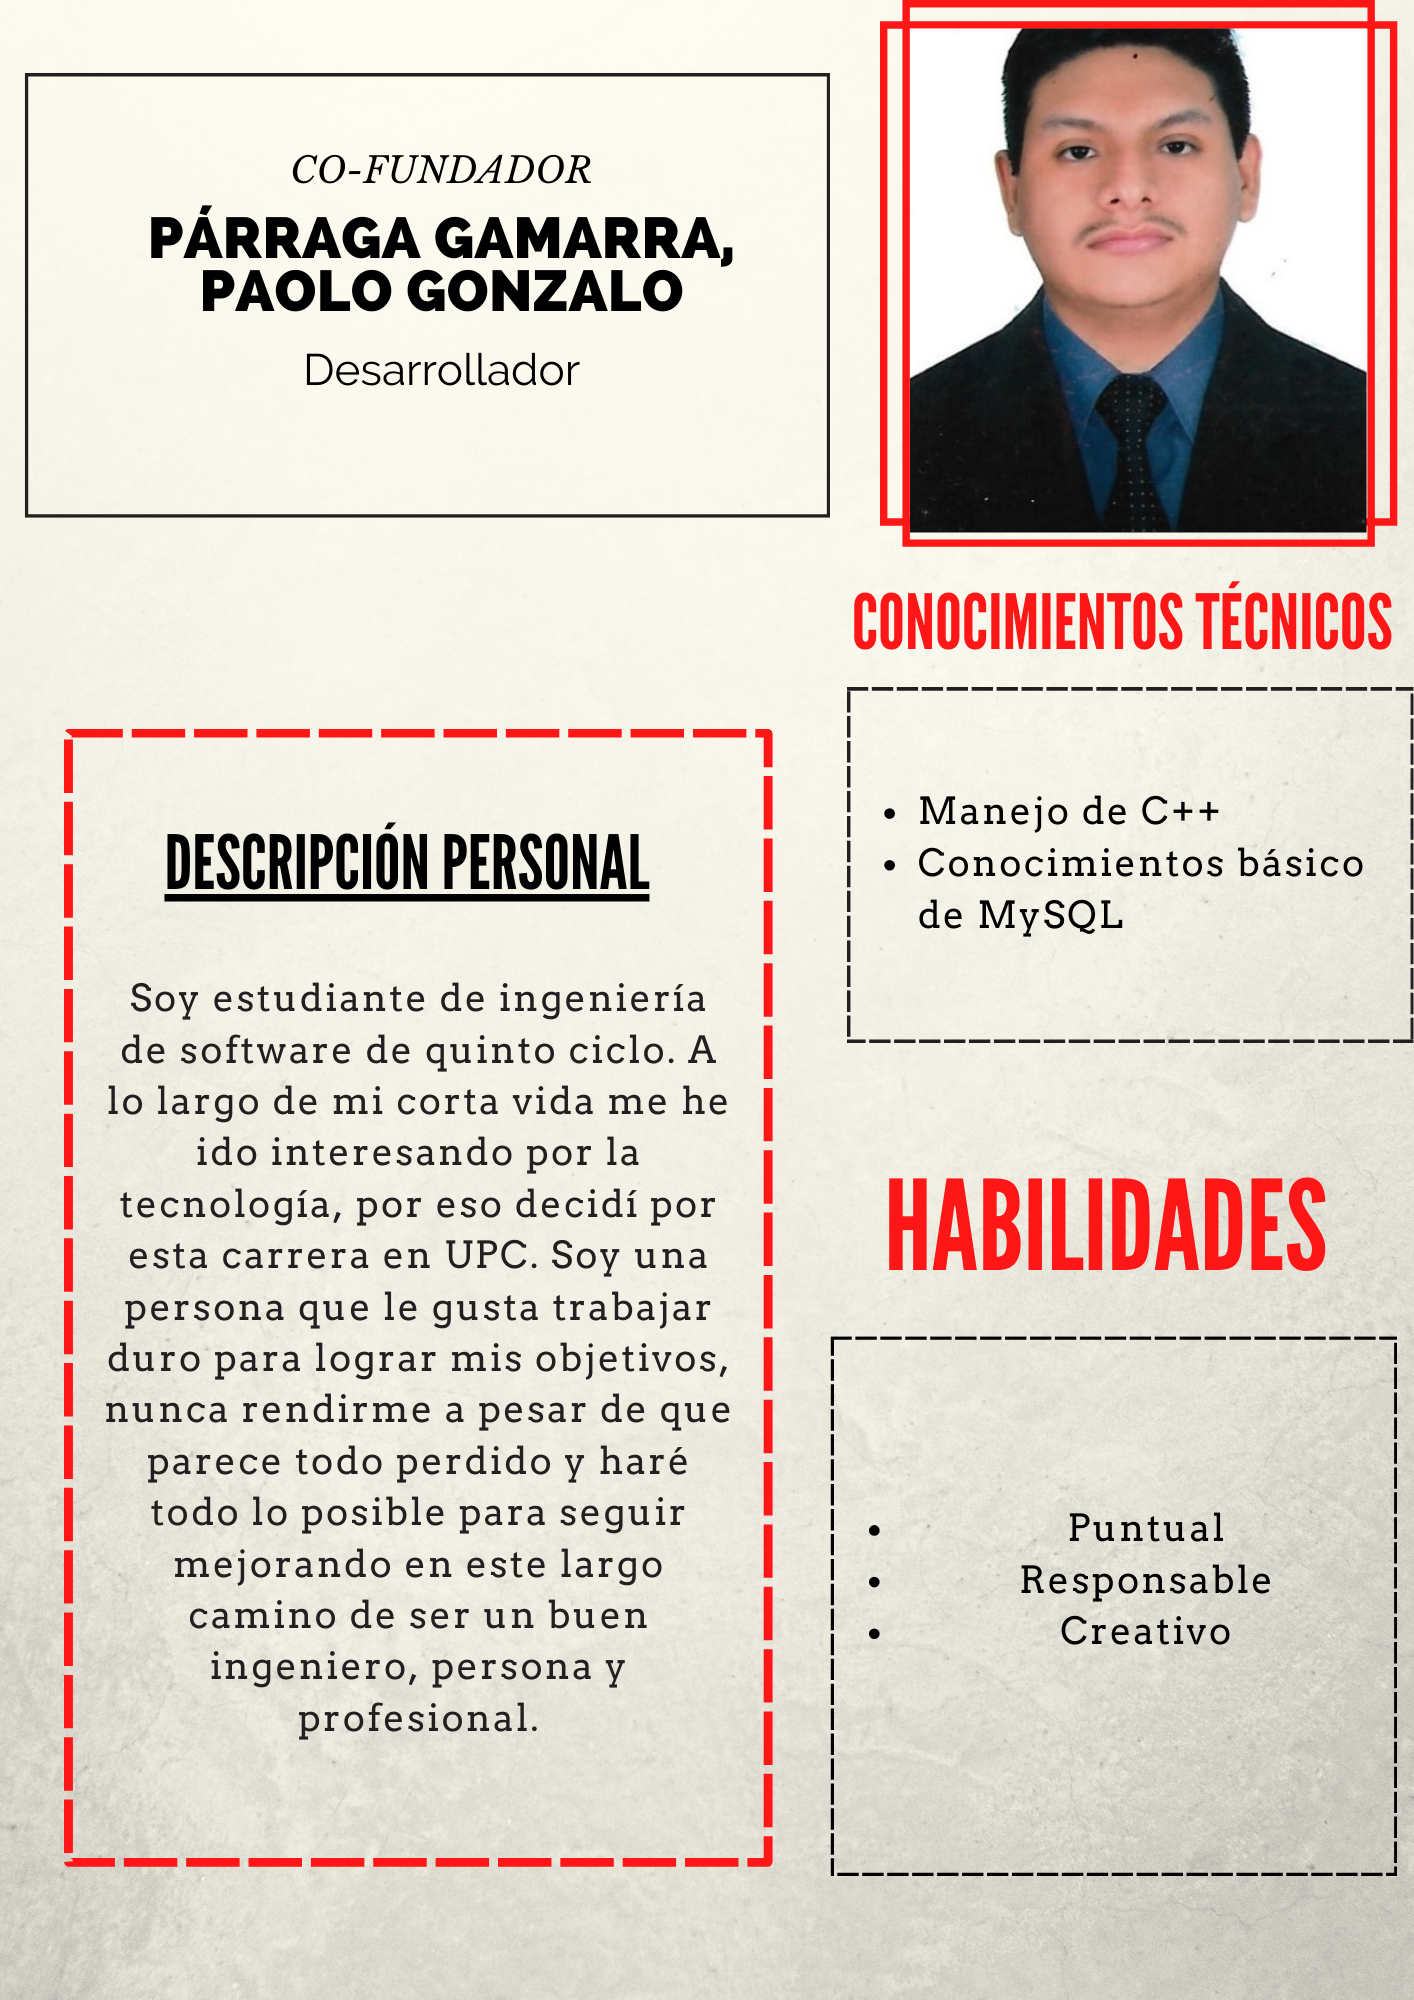 CO-FUNDADOR
PÁRRAGA GAMARRA,
PAOLO GONZALO
Desarrollador
CONOCIMIENTOS TÉCNICOS
• Manejo de C++
• Conocimientos básico
de MySQL
DESCRIPCIÓN PERSONAL
Soy estudiante de ingeniería
de software de quinto ciclo. A
lo largo de mi corta vida me he
ido interesando por la
tecnología, por eso decidí por
esta carrera en UPC. Soy una
persona que le gusta trabajar
duro para lograr mis objetivos,
nunca rendirme a pesar de que
parece todo perdido y haré
todo lo posible para seguir
mejorando en este largo
camino de ser un buen
ingeniero, persona y
profesional.
HABILIDADES
• Puntual
• Responsable
• Creativo